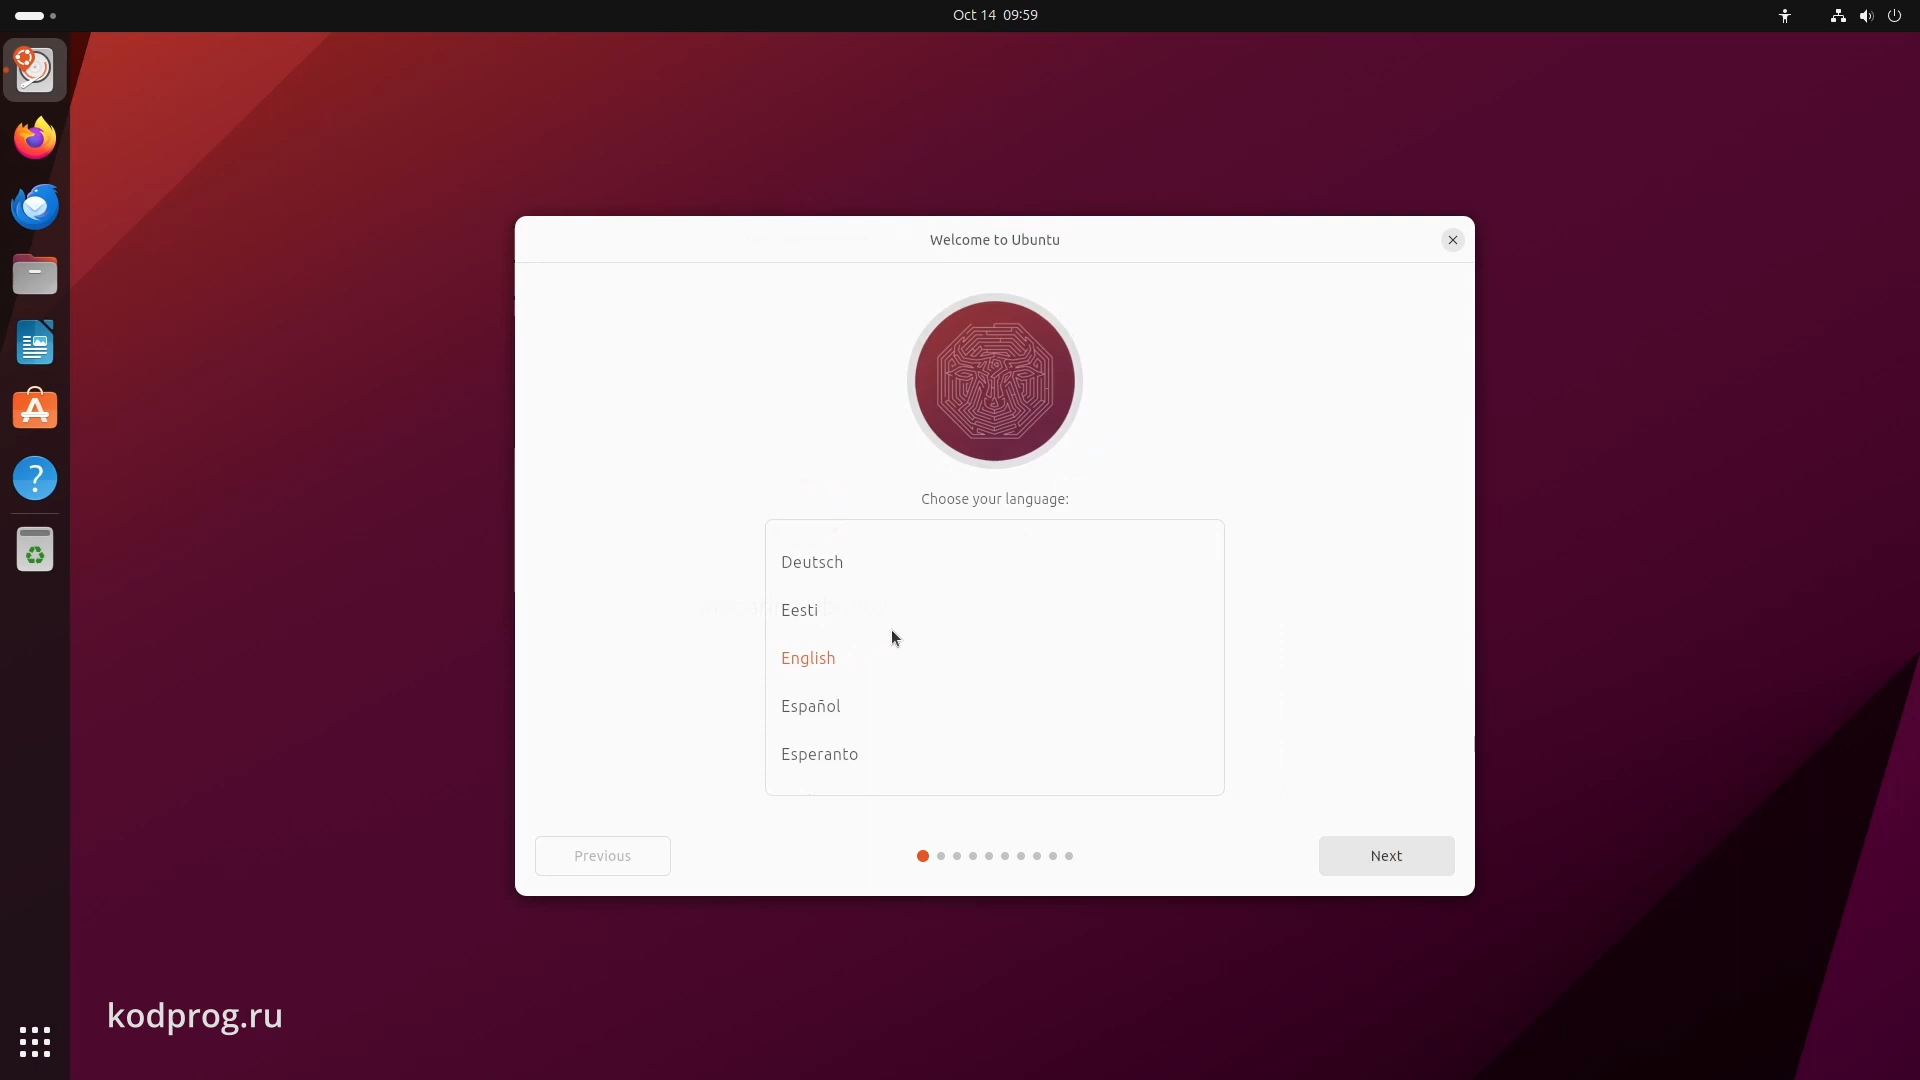 Oct 14 09:59
Welcome to Ubuntu
Choose your language:
Deutsch
Eesti
English
Español
Esperanto
Previous
Next
kodprog.ru